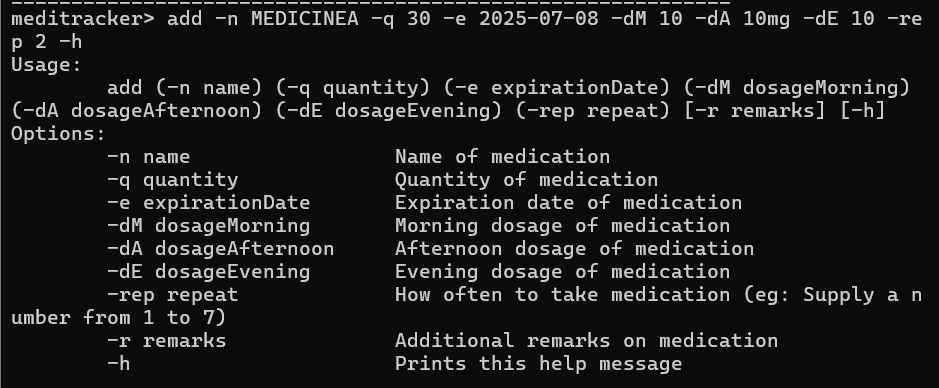 meditracker> add -n MEDICINEA -q 30 -e 2025-07-08 -dM 10 -dA 10mg -dE 10 -re
p 2 -h
Usage:
        add (-n name) (-q quantity) (-e expirationDate) (-dM dosageMorning)
(-dA dosageAfternoon) (-dE dosageEvening) (-rep repeat) [-r remarks] [-h]
Options:
        -n name                 Name of medication
        -q quantity             Quantity of medication
        -e expirationDate       Expiration date of medication
        -dM dosageMorning       Morning dosage of medication
        -dA dosageAfternoon     Afternoon dosage of medication
        -dE dosageEvening       Evening dosage of medication
        -rep repeat             How often to take medication (eg: Supply a n
umber from 1 to 7)
        -r remarks              Additional remarks on medication
        -h                      Prints this help message